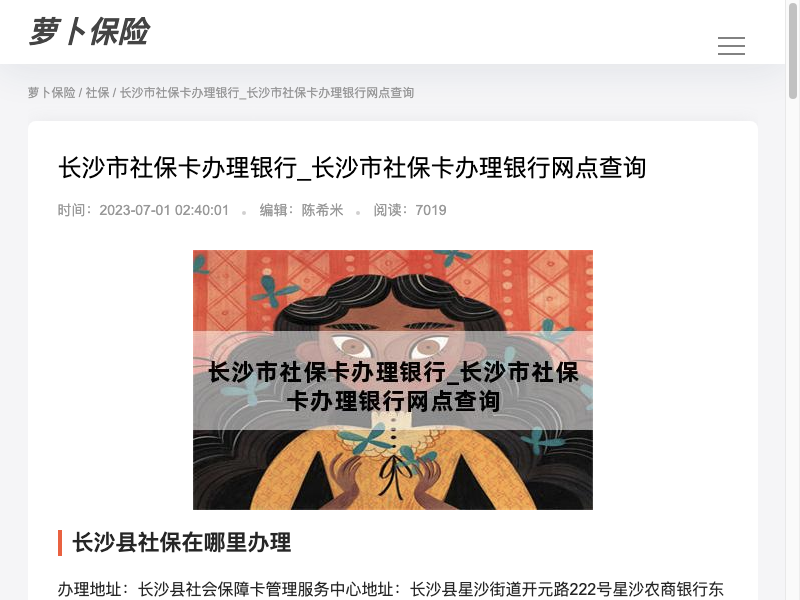 萝卜保险
萝卜保险 / 社保 / 长沙市社保卡办理银行_长沙市社保卡办理银行网点查询
长沙市社保卡办理银行_长沙市社保卡办理银行网点查询
时间：2023-07-01 02:40:01 。 编辑：陈希米 。 阅读：7019
长沙市社保卡办理银行_长沙市社保
卡办理银行网点查询
长沙县社保在哪里办理
办理地址：长沙县社会保障卡管理服务中心地址：长沙县星沙街道开元路222号星沙农商银行东